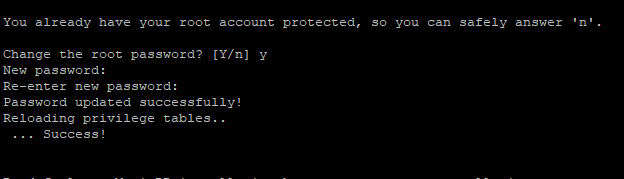 You already have your root account protected, so you can safely answer 'n'.
Change the root password? [Y/n] y
New password:
Re-enter new password:
Password updated successfully!
Reloading privilege tables..
... Success!